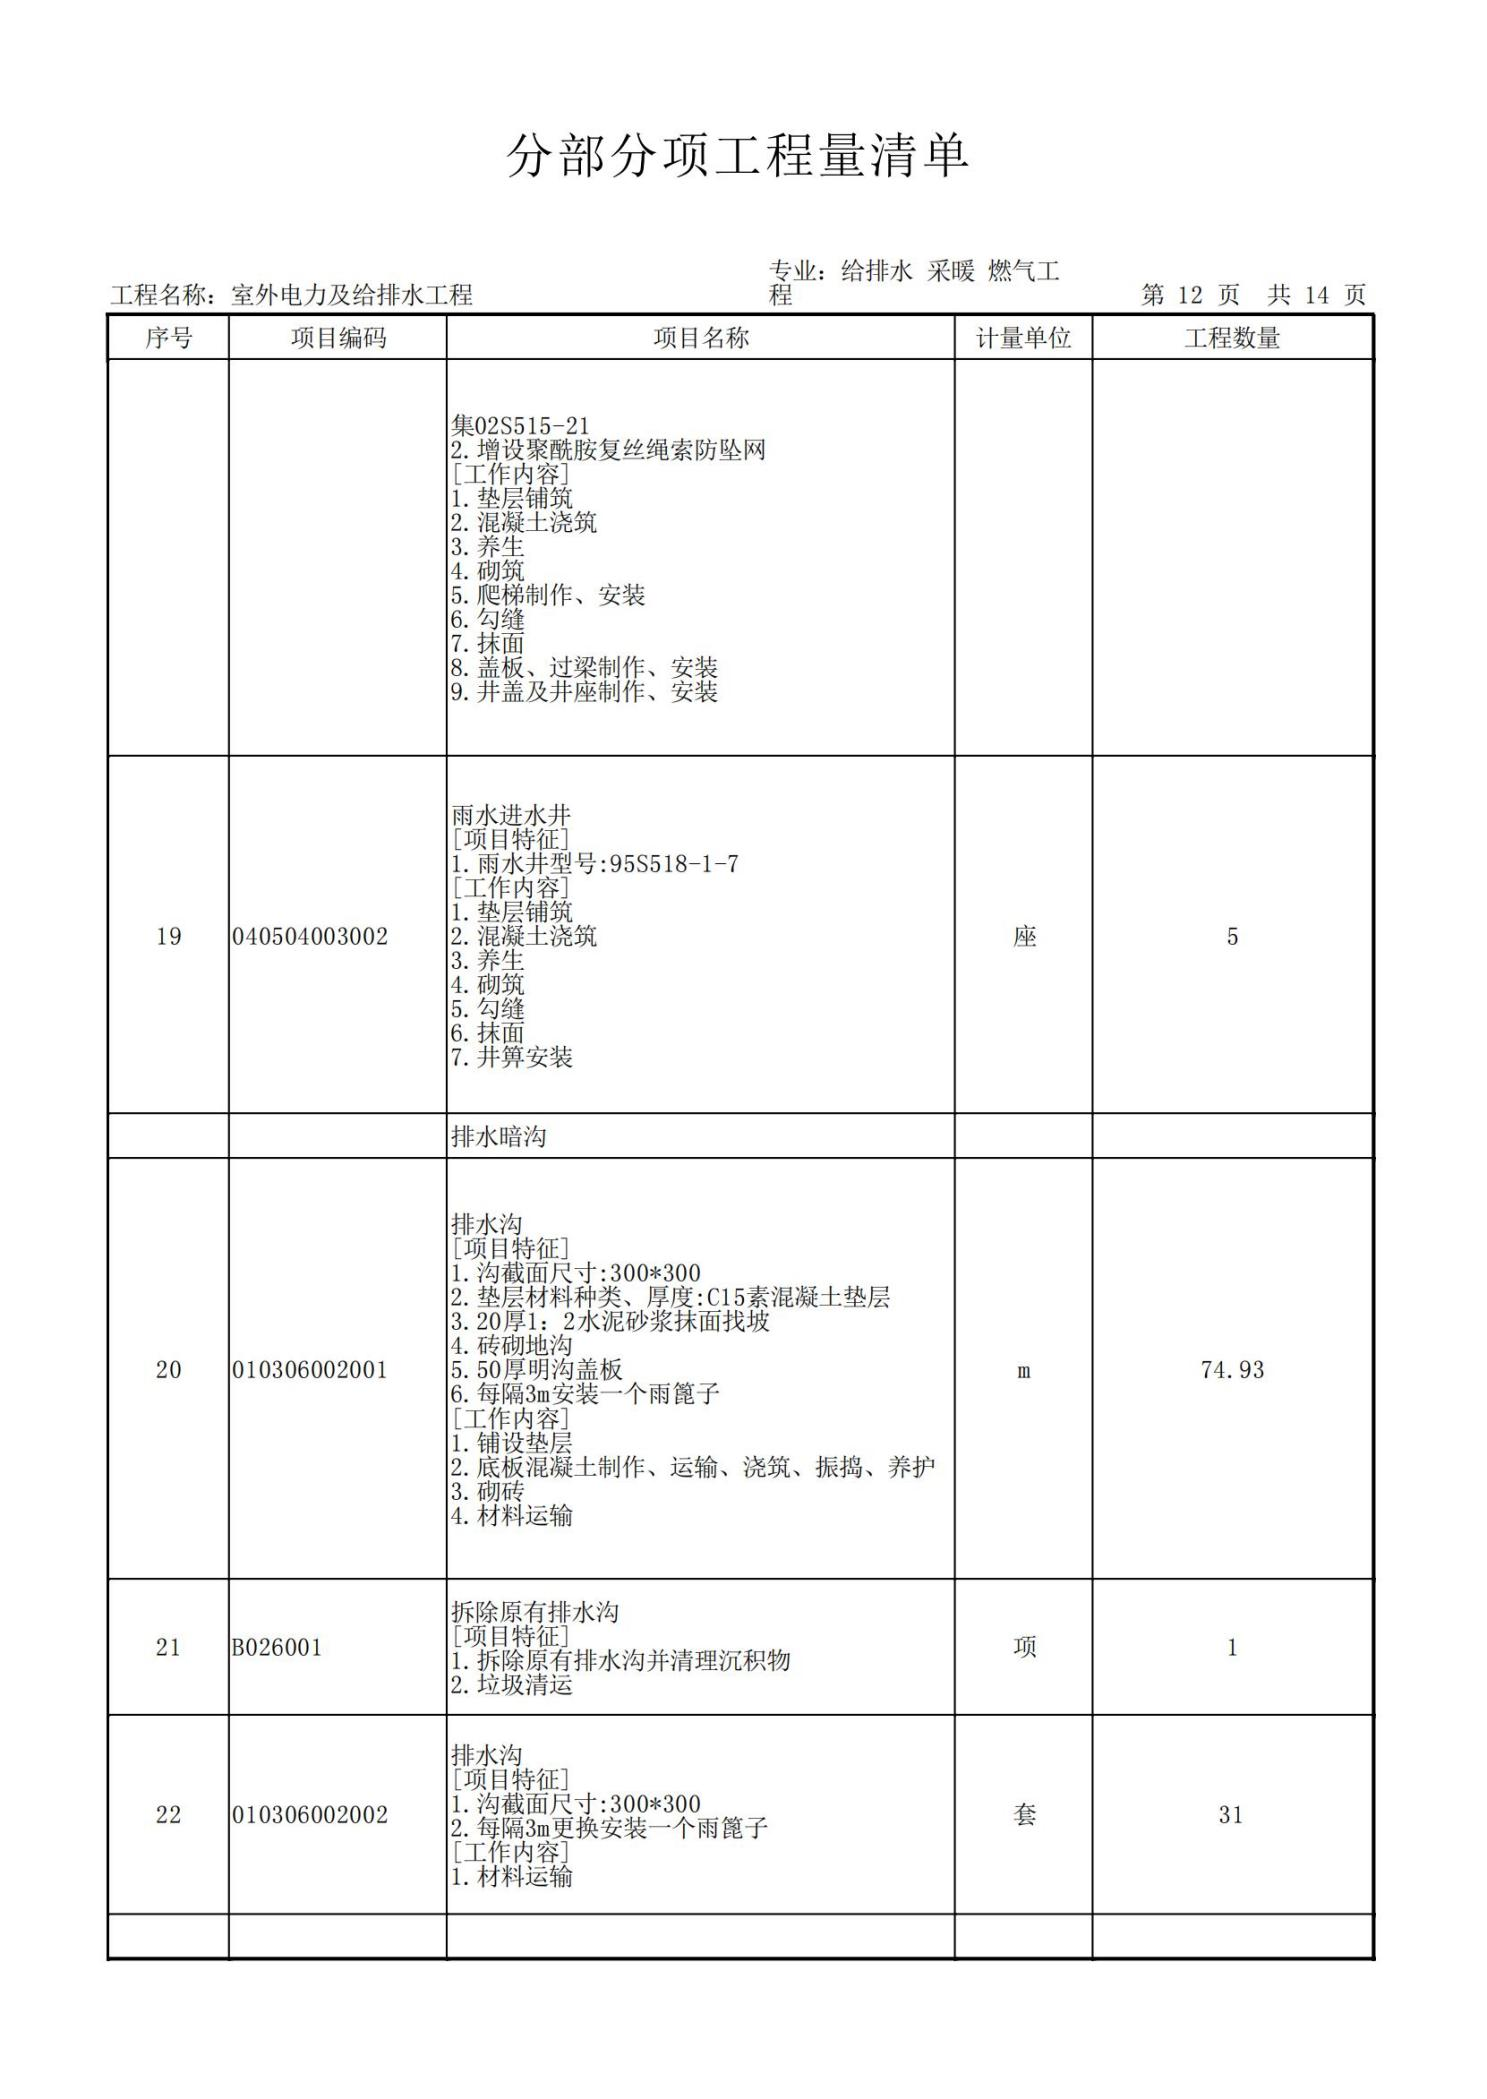 分部分项工程量清单
专业：给排水 采暖 燃气工
工程名称：室外电力及给排水工程 程 第 12 页 共 14 页
序号 项目编码 项目名称 计量单位 工程数量
集02S515-21
2.增设聚酰胺复丝绳索防坠网
[工作内容]
1.垫层铺筑
2.混凝土浇筑
3.养生
4.砌筑
5.爬梯制作、安装
6.勾缝
7.抹面
8.盖板、过梁制作、安装
9.井盖及井座制作、安装
雨水进水井
[项目特征]
1.雨水井型号:95S518-1-7
[工作内容]
1.垫层铺筑
19 040504003002 2.混凝土浇筑 座 5
3.养生
4.砌筑
5.勾缝
6.抹面
7.井箅安装
排水暗沟
排水沟
[项目特征]
1.沟截面尺寸:300*300
2.垫层材料种类、厚度:C15素混凝土垫层
3.20厚1：2水泥砂浆抹面找坡
4.砖砌地沟
20 010306002001 5.50厚明沟盖板 m 74.93
6.每隔3m安装一个雨篦子
[工作内容]
1.铺设垫层
2.底板混凝土制作、运输、浇筑、振捣、养护
3.砌砖
4.材料运输
拆除原有排水沟
[项目特征]
21 B026001 1.拆除原有排水沟并清理沉积物 项 1
2.垃圾清运
排水沟
[项目特征]
1.沟截面尺寸:300*300
22 010306002002 2.每隔3m更换安装一个雨篦子 套 31
[工作内容]
1.材料运输